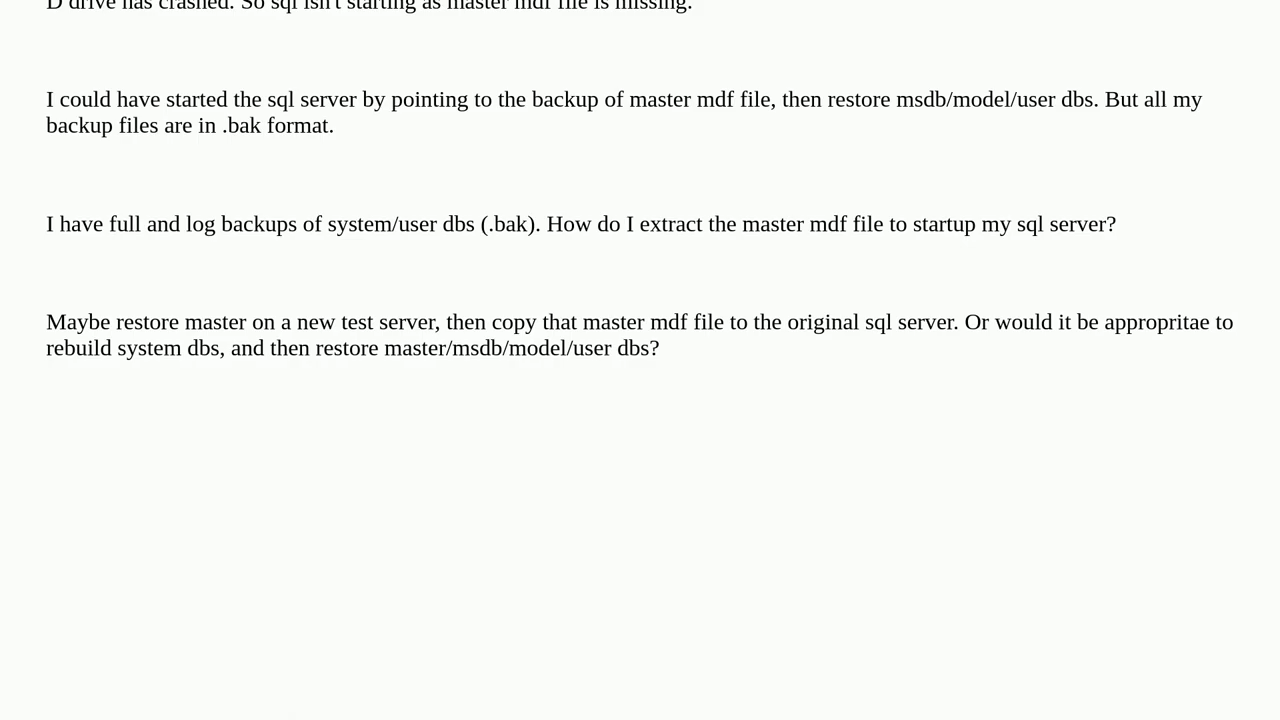 D drive has crashed. So sql isn't starting as master mdf file is missing.
I could have started the sql server by pointing to the backup of master mdf file, then restore msdb/model/user dbs. But all my
backup files are in .bak format.
I have full and log backups of system/user dbs (.bak). How do I extract the master mdf file to startup my sql server?
Maybe restore master on a new test server, then copy that master mdf file to the original sql server. Or would it be appropritae to
rebuild system dbs, and then restore master/msdb/model/user dbs?